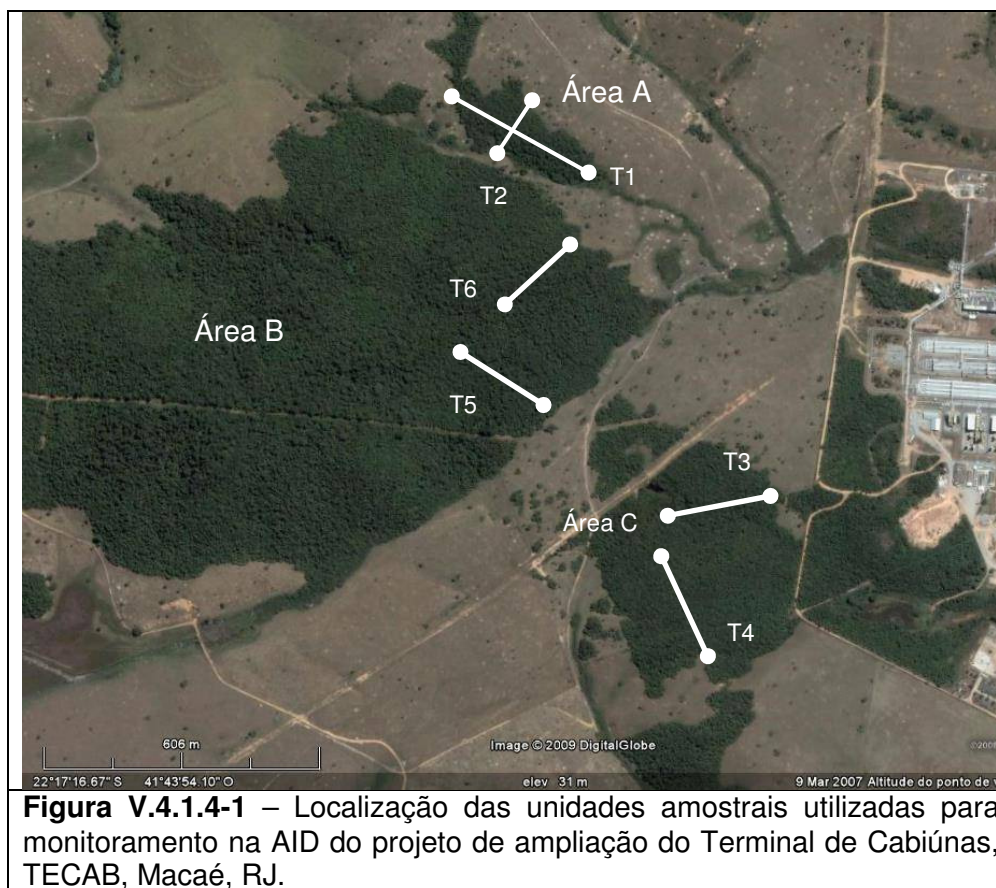 Área A
T1
T2
T6
Área B
T5
T3
Área C
T4
606 m
Image © 2009 DigitalGlobe
©200
22°17'16.67" S 41°43'54.10" O
elev 31 m
9 Mar 2007 Altitude do ponto de v
Figura V.4.1.4-1 – Localização das unidades amostrais utilizadas para
monitoramento na AID do projeto de ampliação do Terminal de Cabiúnas,
TECAB, Macaé, RJ.